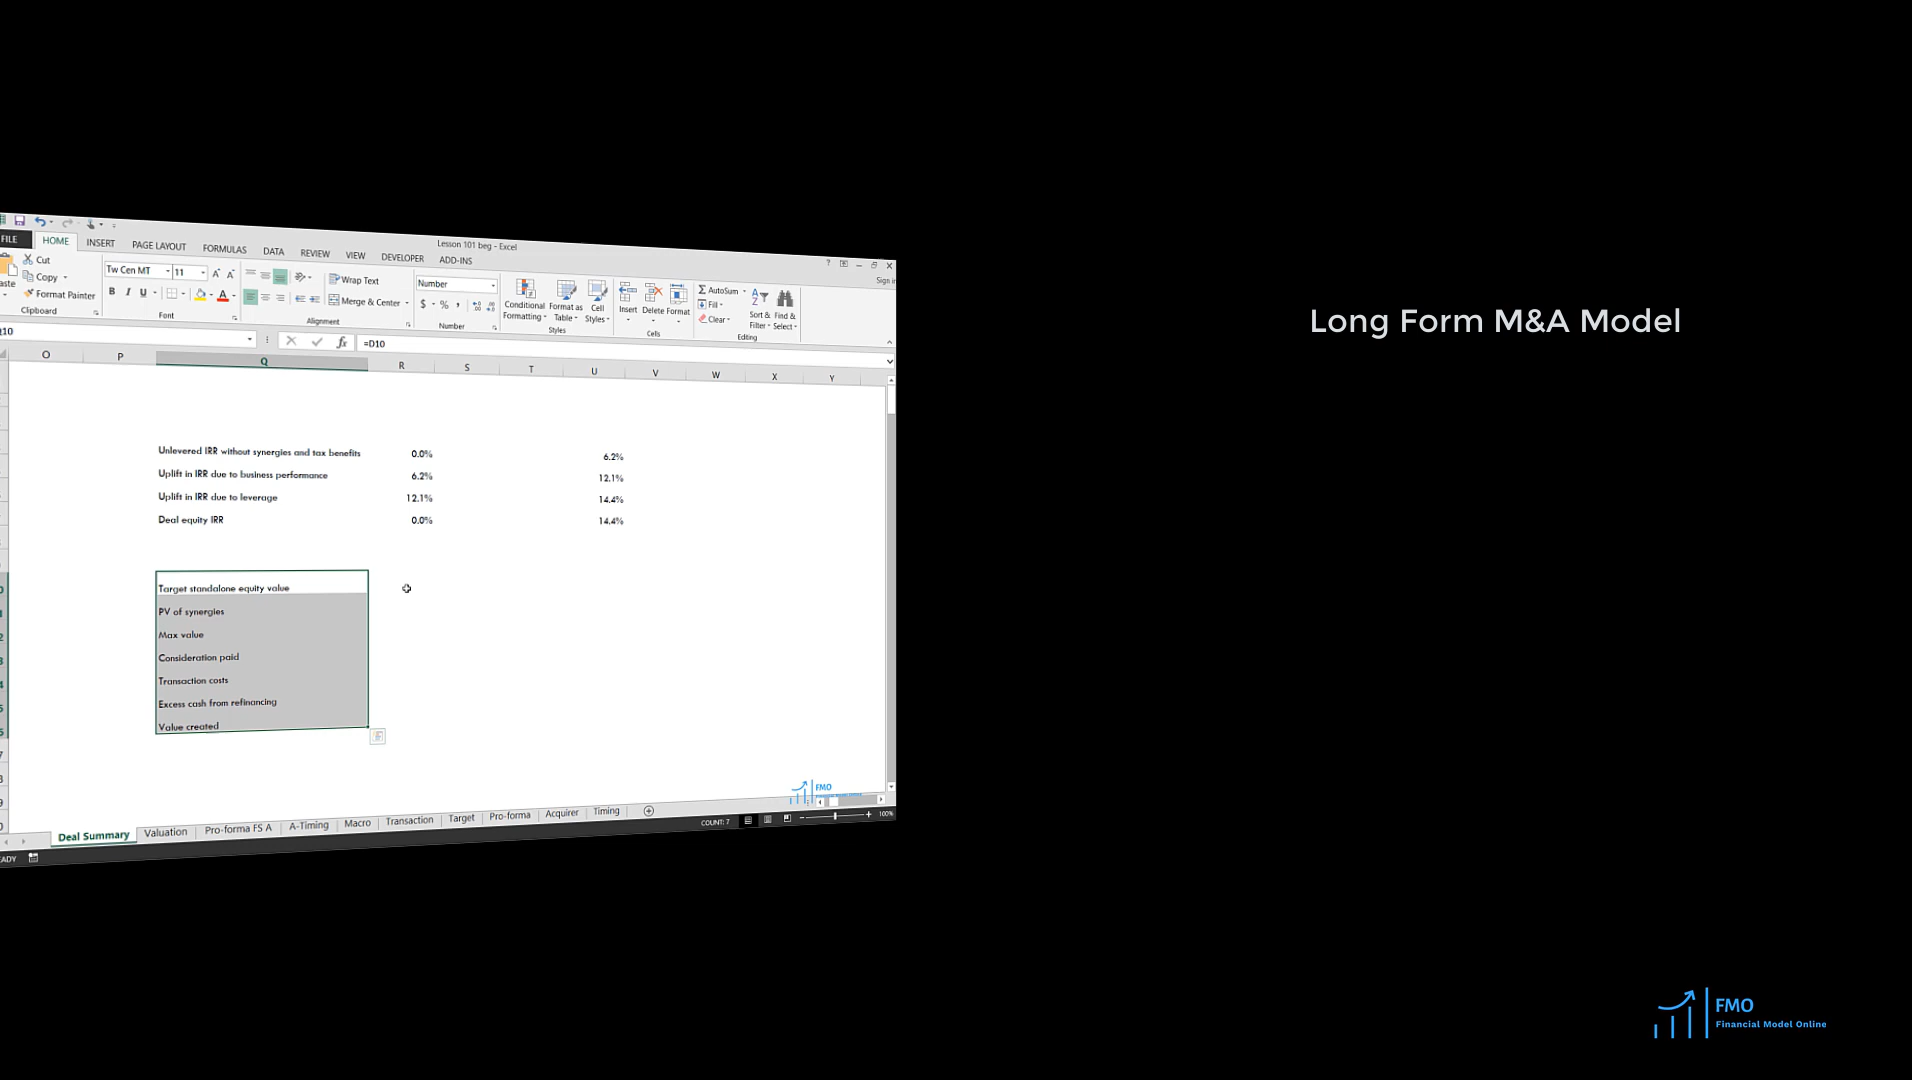 Lesson 101 beg - Excel
FILE HOME INSERT PAGE LAYOUT FORMULAS DATA REVIEW VIEW DEVELOPER ADD-INS
Sign in
Cut
Copy
Format Painter
Clipboard
Tw Cen MT 11
B I U
Font
Wrap Text
Merge & Center
Alignment
Number
$ % ,
Number
Conditional Formatting
Format as Table
Cell Styles
Styles
Insert Delete Format
Cells
AutoSum
Fill
Clear
Sort & Filter
Find & Select
Editing
=D10
O P Q R S T U V W X Y
Unlevered IRR without synergies and tax benefits 0.0% 6.2%
Uplift in IRR due to business performance 6.2% 12.1%
Uplift in IRR due to leverage 12.1% 14.4%
Deal equity IRR 0.0% 14.4%
Target standalone equity value
PV of synergies
Max value
Consideration paid
Transaction costs
Excess cash from refinancing
Value created
FMO
Deal Summary Valuation Pro-forma FS A A-Timing Macro Transaction Target Pro-forma Acquirer Timing
COUNT: 7
100%
Long Form M&A Model
FMO
Financial Model Online